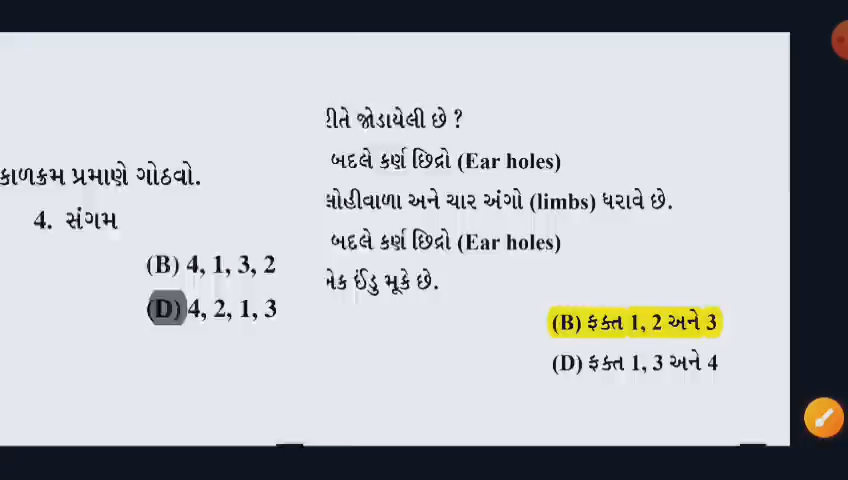 રીતે જોડાયેલી છે ?
બદલે કર્ણ છિદ્રો (Ear holes)
લોહીવાળા અને ચાર અંગો (limbs) ધરાવે છે.
બદલે કર્ણ છિદ્રો (Ear holes)
ઈંડુ મૂકે છે.
(B) ફક્ત 1, 2 અને 3
(D) ફક્ત 1, 3 અને 4
કાળક્રમ પ્રમાણે ગોઠવો.
4. સંગમ
(B) 4, 1, 3, 2
(D) 4, 2, 1, 3